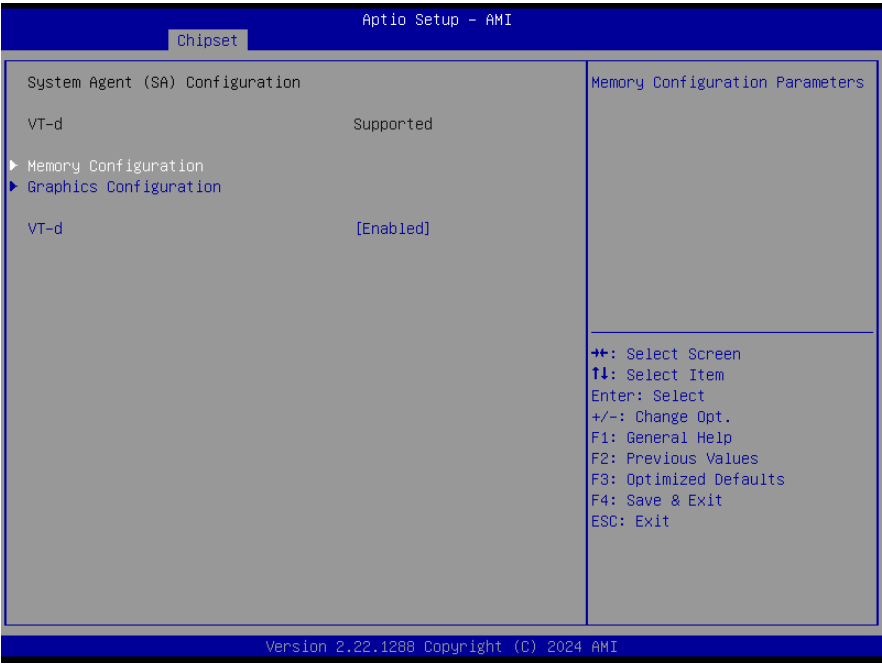 Aptio Setup – AMI
Chipset
System Agent (SA) Configuration
VT-d Supported
▶ Memory Configuration
▶ Graphics Configuration
VT-d [Enabled]
Memory Configuration Parameters
→←: Select Screen
↑↓: Select Item
Enter: Select
+/-: Change Opt.
F1: General Help
F2: Previous Values
F3: Optimized Defaults
F4: Save & Exit
ESC: Exit
Version 2.22.1288 Copyright (C) 2024 AMI